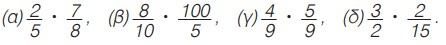 (α) 2/5 · 7/8, (β) 8/10 · 100/5, (γ) 4/9 · 5/9, (δ) 3/2 · 2/15.